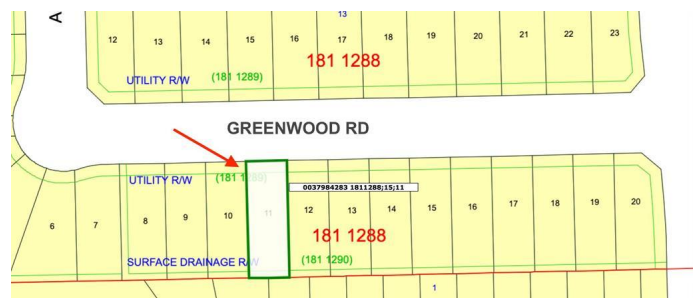 A
13
12 13 14 15 16 17 18 19 20 21 22 23
181 1288
UTILITY R/W (181 1289)
GREENWOOD RD
UTILITY R/W (181 1289)
0037984283 1811288;15;11
6 7 8 9 10 11 12 13 14 15 16 17 18 19 20
181 1288
SURFACE DRAINAGE R/W (181 1290)
1